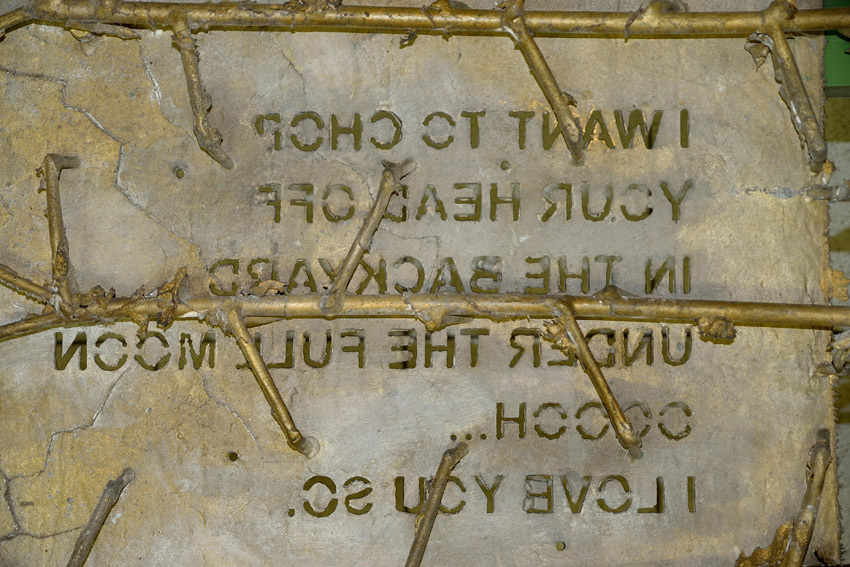 I WANT TO CHOP
YOUR HEAD OFF
IN THE BACKYARD
UNDER THE FULL MOON
OOOOH...
I LOVE YOU SO.